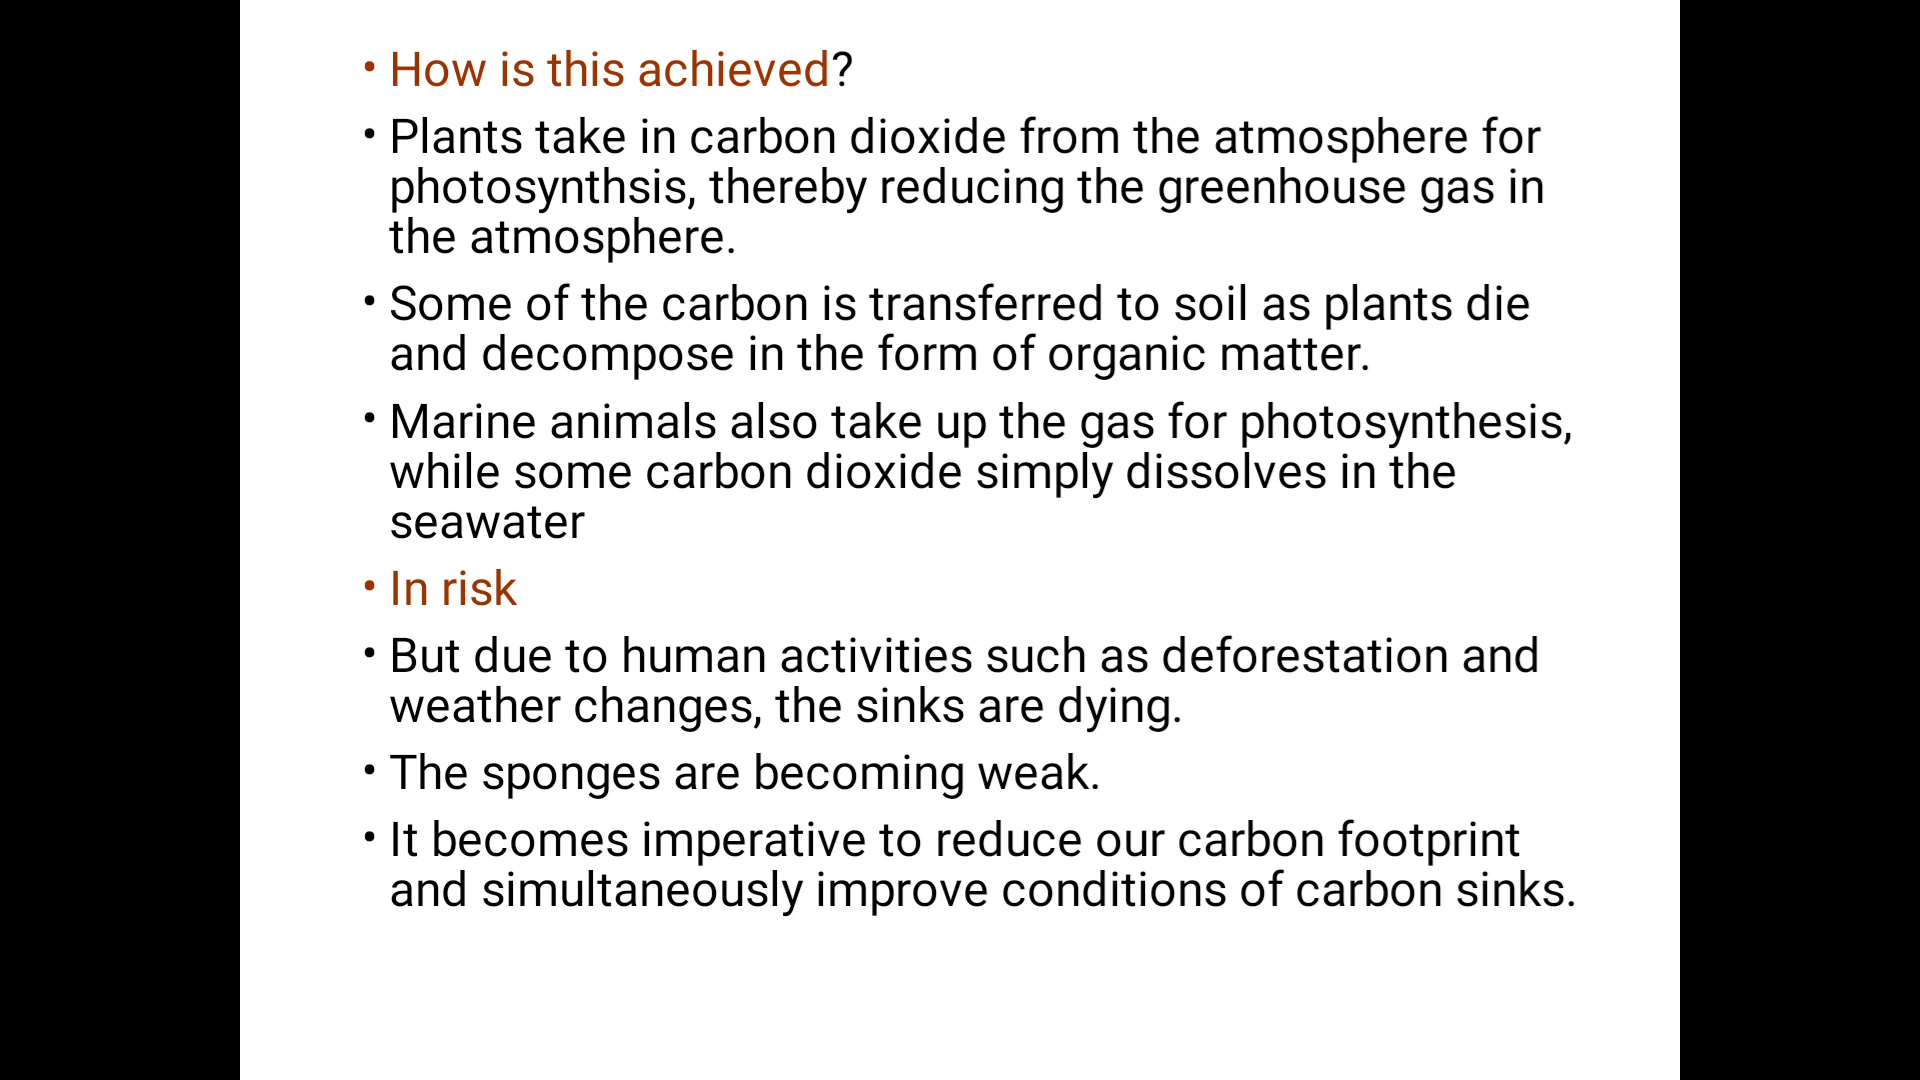 • How is this achieved?
• Plants take in carbon dioxide from the atmosphere for
photosynthsis, thereby reducing the greenhouse gas in
the atmosphere.
• Some of the carbon is transferred to soil as plants die
and decompose in the form of organic matter.
• Marine animals also take up the gas for photosynthesis,
while some carbon dioxide simply dissolves in the
seawater
• In risk
• But due to human activities such as deforestation and
weather changes, the sinks are dying.
• The sponges are becoming weak.
• It becomes imperative to reduce our carbon footprint
and simultaneously improve conditions of carbon sinks.